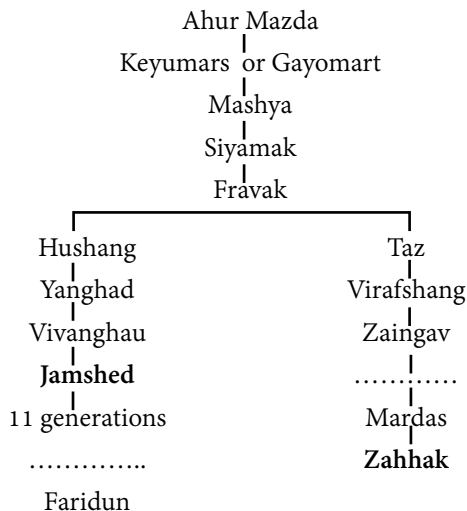 Ahur Mazda
Keyumars or Gayomart
Mashya
Siyamak
Fravak
Hushang
Yanghad
Vivanghau
Jamshed
11 generations
…………..
Faridun
Taz
Virafshang
Zaingav
…………
Mardas
Zahhak